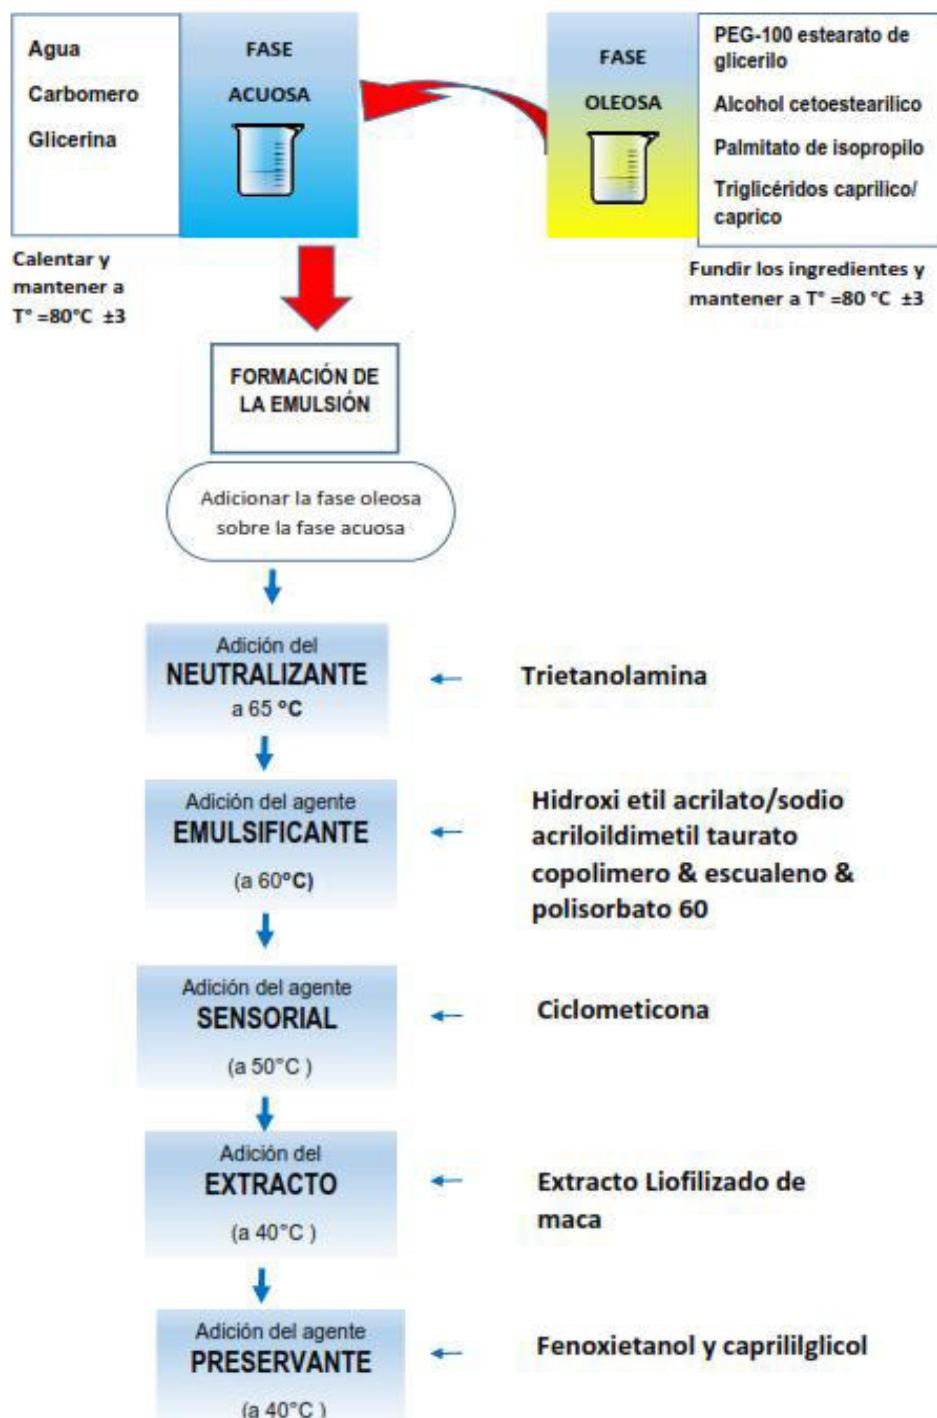 Agua
Carbomero
Glicerina
FASE
ACUOSA
FASE
OLEOSA
PEG-100 estearato de
glicerilo
Alcohol cetoestearilico
Palmitato de isopropilo
Triglicéridos caprilico/
caprico
Calentar y
mantener a
T° =80°C ±3
Fundir los ingredientes y
mantener a T° =80 °C ±3
FORMACIÓN DE
LA EMULSIÓN
Adicionar la fase oleosa
sobre la fase acuosa
Adición del
NEUTRALIZANTE
a 65 °C
Trietanolamina
Adición del agente
EMULSIFICANTE
(a 60°C)
Hidroxi etil acrilato/sodio
acriloildimetil taurato
copolimero & escualeno &
polisorbato 60
Adición del agente
SENSORIAL
(a 50°C )
Ciclometicona
Adición del
EXTRACTO
(a 40°C )
Extracto Liofilizado de
maca
Adición del agente
PRESERVANTE
(a 40°C )
Fenoxietanol y caprililglicol